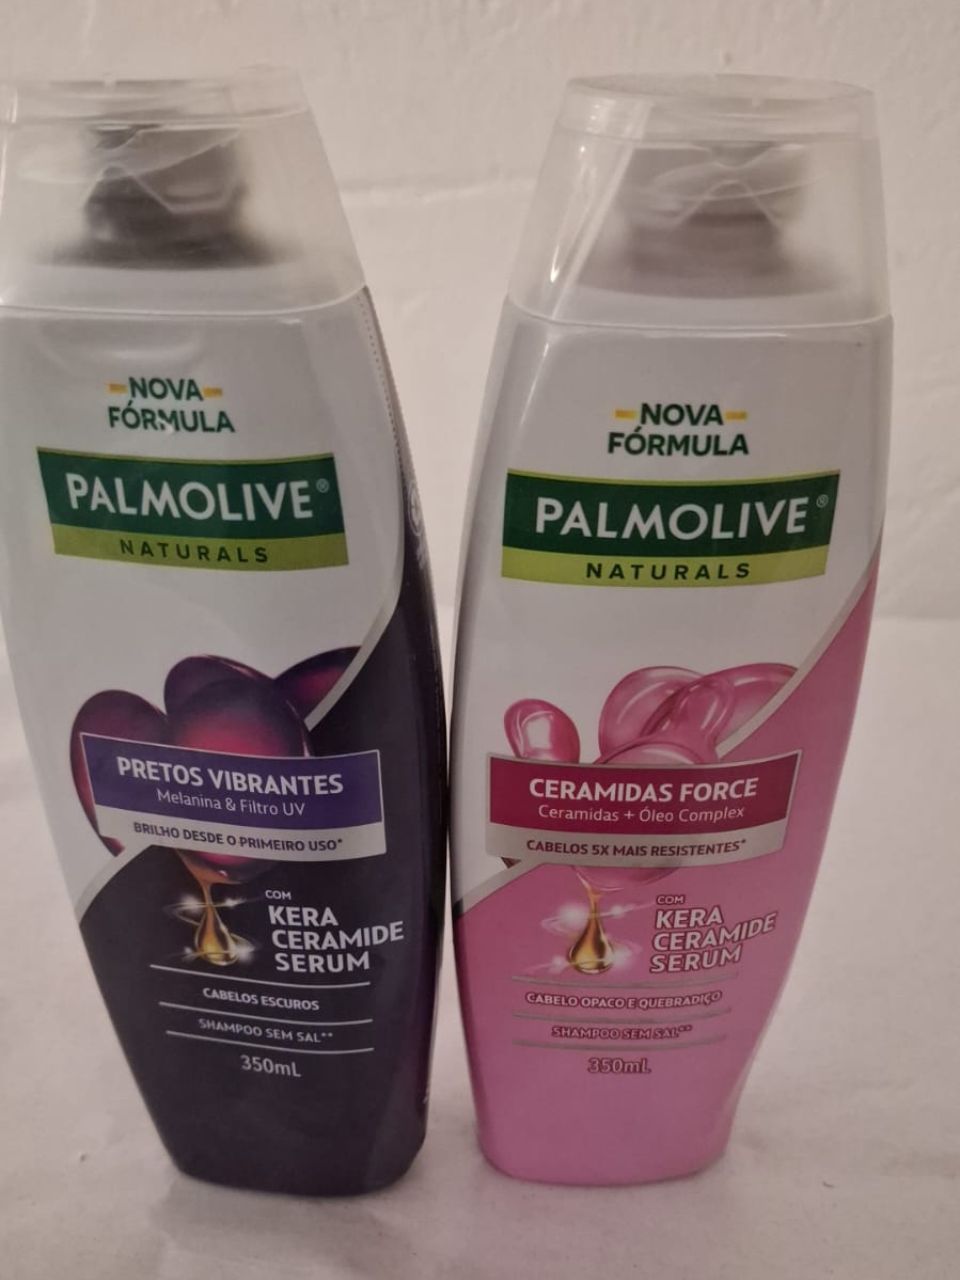 NOVA
FÓRMULA
PALMOLIVE®
NATURALS
PRETOS VIBRANTES
Melanina & Filtro UV
BRILHO DESDE O PRIMEIRO USO*
COM
KERA
CERAMIDE
SERUM
CABELOS ESCUROS
SHAMPOO SEM SAL**
350mL
NOVA
FÓRMULA
PALMOLIVE®
NATURALS
CERAMIDAS FORCE
Ceramidas + Óleo Complex
CABELOS 5X MAIS RESISTENTES*
COM
KERA
CERAMIDE
SERUM
CABELO OPACO E QUEBRADIÇO
SHAMPOO SEM SAL**
350mL